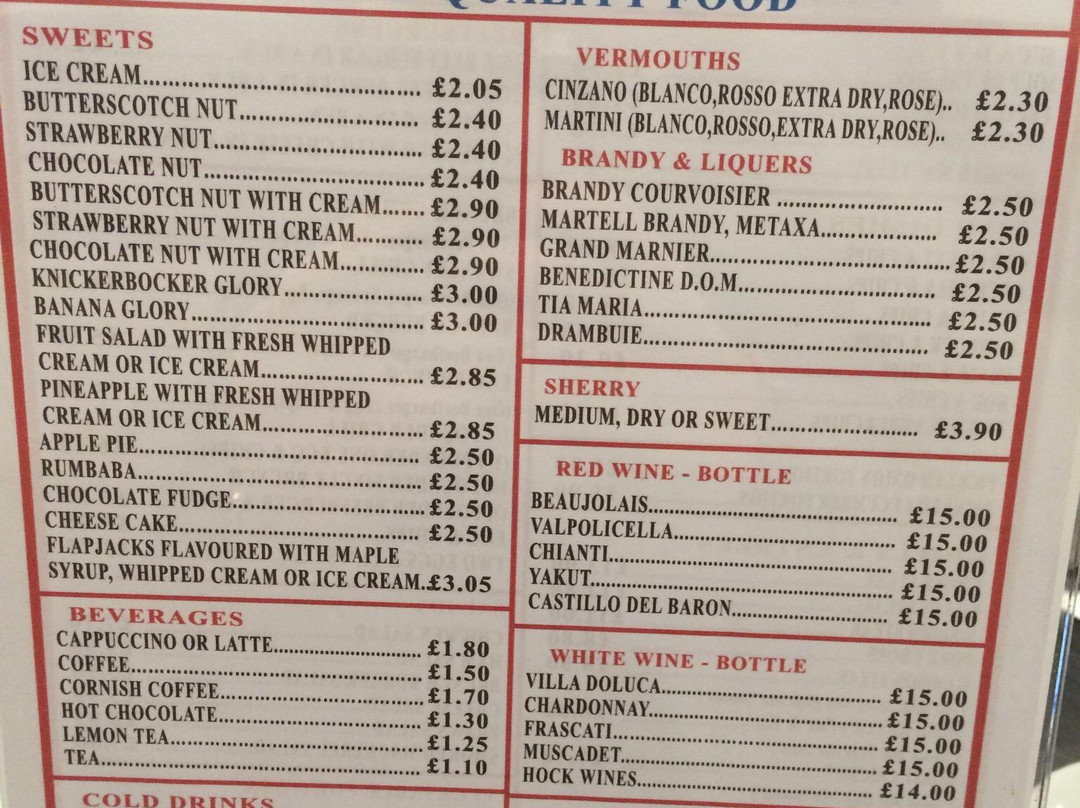 QUALITY FOOD
SWEETS
ICE CREAM.......... £2.05
BUTTERSCOTCH NUT.......... £2.40
STRAWBERRY NUT.......... £2.40
CHOCOLATE NUT.......... £2.40
BUTTERSCOTCH NUT WITH CREAM....... £2.90
STRAWBERRY NUT WITH CREAM.......... £2.90
CHOCOLATE NUT WITH CREAM.......... £2.90
KNICKERBOCKER GLORY.......... £3.00
BANANA GLORY.......... £3.00
FRUIT SALAD WITH FRESH WHIPPED
CREAM OR ICE CREAM.......... £2.85
PINEAPPLE WITH FRESH WHIPPED
CREAM OR ICE CREAM.......... £2.85
APPLE PIE.......... £2.50
RUMBABA.......... £2.50
CHOCOLATE FUDGE.......... £2.50
CHEESE CAKE.......... £2.50
FLAPJACKS FLAVOURED WITH MAPLE
SYRUP, WHIPPED CREAM OR ICE CREAM.£3.05
BEVERAGES
CAPPUCCINO OR LATTE.......... £1.80
COFFEE.......... £1.50
CORNISH COFFEE.......... £1.70
HOT CHOCOLATE.......... £1.30
LEMON TEA.......... £1.25
TEA.......... £1.10
COLD DRINKS
VERMOUTHS
CINZANO (BLANCO,ROSSO EXTRA DRY,ROSE).. £2.30
MARTINI (BLANCO,ROSSO,EXTRA DRY,ROSE).. £2.30
BRANDY & LIQUERS
BRANDY COURVOISIER .......... £2.50
MARTELL BRANDY, METAXA.......... £2.50
GRAND MARNIER.......... £2.50
BENEDICTINE D.O.M.......... £2.50
TIA MARIA.......... £2.50
DRAMBUIE.......... £2.50
SHERRY
MEDIUM, DRY OR SWEET.......... £3.90
RED WINE - BOTTLE
BEAUJOLAIS.......... £15.00
VALPOLICELLA.......... £15.00
CHIANTI.......... £15.00
YAKUT.......... £15.00
CASTILLO DEL BARON.......... £15.00
WHITE WINE - BOTTLE
VILLA DOLUCA.......... £15.00
CHARDONNAY.......... £15.00
FRASCATI.......... £15.00
MUSCADET.......... £15.00
HOCK WINES.......... £14.00